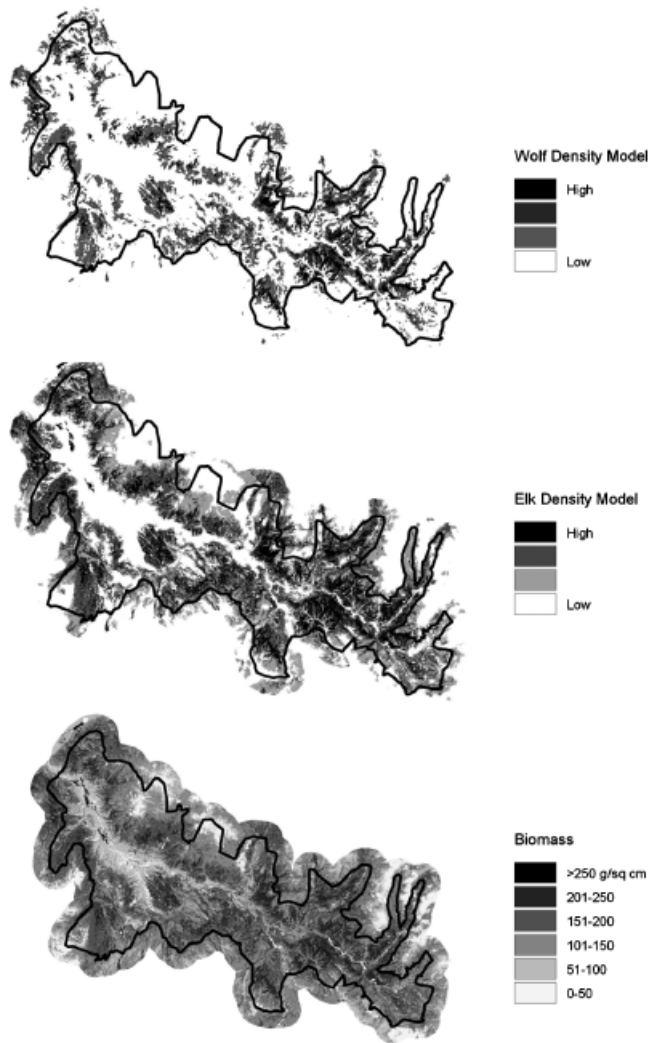 Wolf Density Model
High
Low
Elk Density Model
High
Low
Biomass
>250 g/sq cm
201-250
151-200
101-150
51-100
0-50